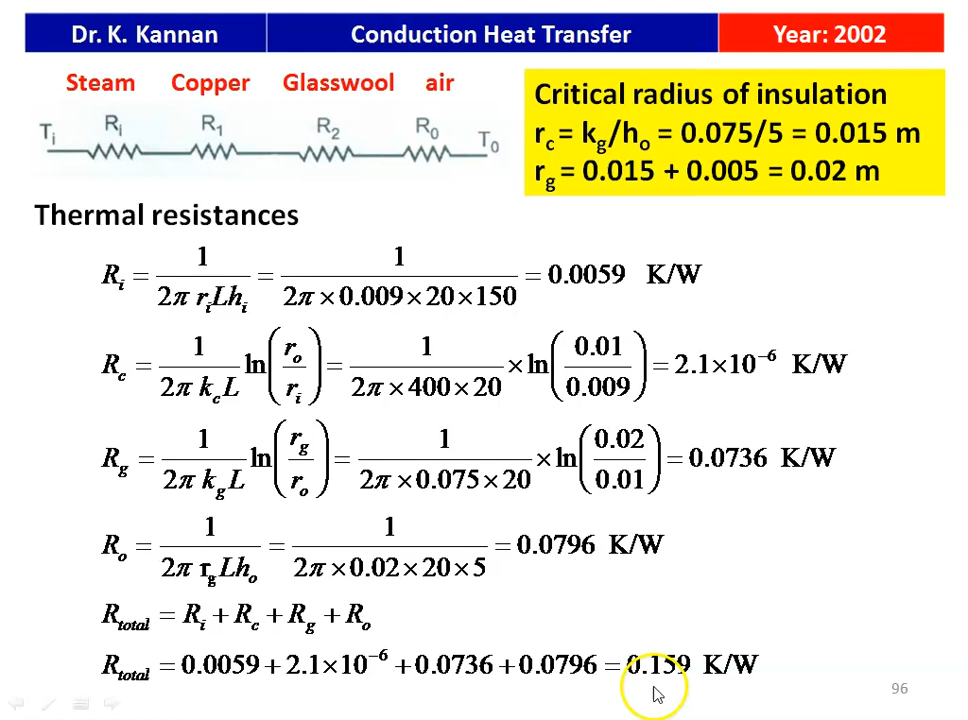 Dr. K. Kannan Conduction Heat Transfer Year: 2002
Steam Copper Glasswool air
Tᵢ Rᵢ R₁ R₂ R₀ T₀
Critical radius of insulation
r_c = k_g/h_o = 0.075/5 = 0.015 m
r_g = 0.015 + 0.005 = 0.02 m
Thermal resistances
R_i = 1 / (2π r_i L h_i) = 1 / (2π × 0.009 × 20 × 150) = 0.0059 K/W
R_c = 1 / (2π k_c L) ln(r_o / r_i) = 1 / (2π × 400 × 20) × ln(0.01 / 0.009) = 2.1 × 10⁻⁶ K/W
R_g = 1 / (2π k_g L) ln(r_g / r_o) = 1 / (2π × 0.075 × 20) × ln(0.02 / 0.01) = 0.0736 K/W
R_o = 1 / (2π r_g L h_o) = 1 / (2π × 0.02 × 20 × 5) = 0.0796 K/W
R_total = R_i + R_c + R_g + R_o
R_total = 0.0059 + 2.1 × 10⁻⁶ + 0.0736 + 0.0796 = 0.159 K/W
96